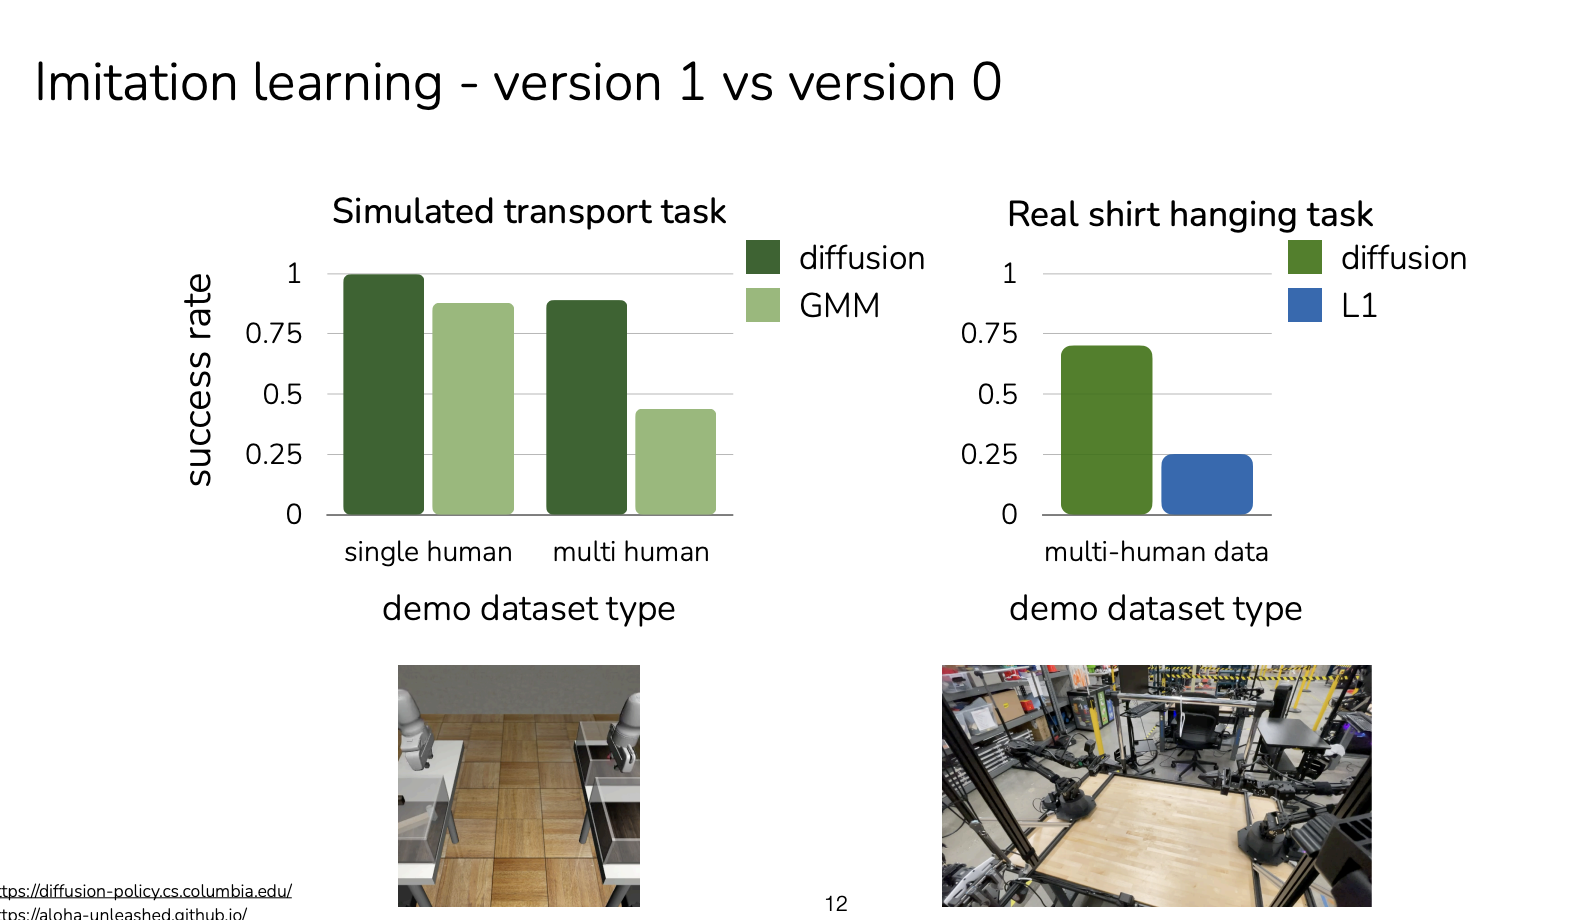 Imitation learning - version 1 vs version 0
Simulated transport task
diffusion
GMM
success rate
1
0.75
0.5
0.25
0
single human multi human
demo dataset type
Real shirt hanging task
diffusion
L1
1
0.75
0.5
0.25
0
multi-human data
demo dataset type
ttps://diffusion-policy.cs.columbia.edu/
ttps://aloha-unleashed.github.io/
12